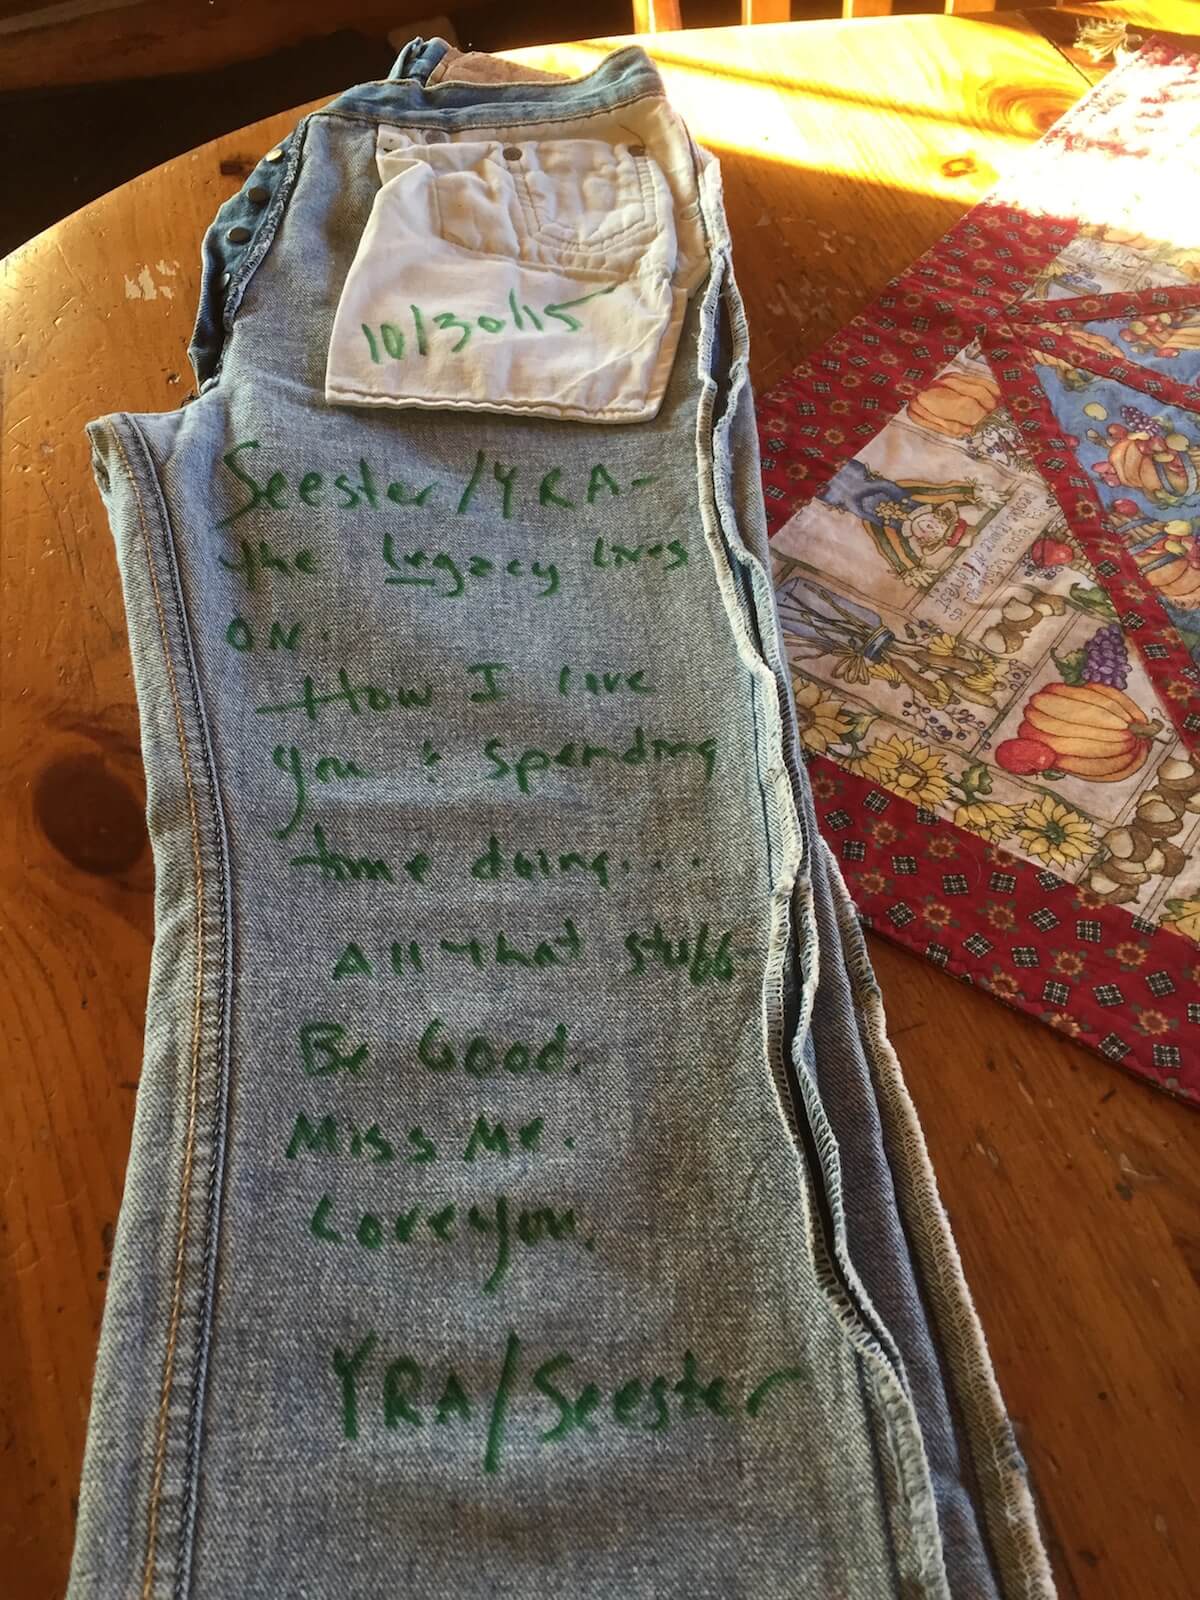 10/30/15
Seester/YRA-
the legacy lives
ON.
How I love
you & spending
time doing...
All that stuff
Be Good.
Miss Me.
Love you.
YRA/Seester